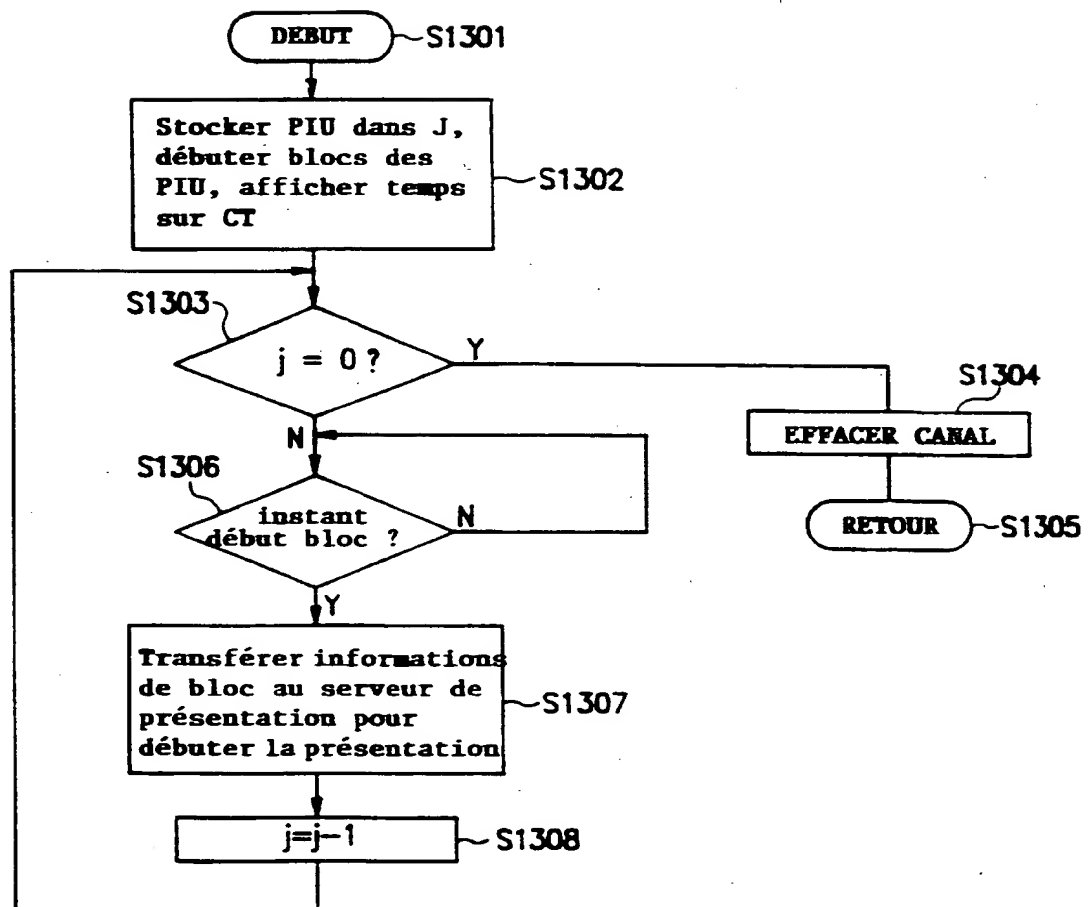 DEBUT
S1301
Stocker PIU dans J,
débuter blocs des
PIU, afficher temps
sur CT
S1302
S1303
j = 0 ?
Y
S1304
EFFACER CANAL
N
S1306
instant
début bloc ?
N
RETOUR
S1305
Y
Transférer informations
de bloc au serveur de
présentation pour
débuter la présentation
S1307
j=j-1
S1308